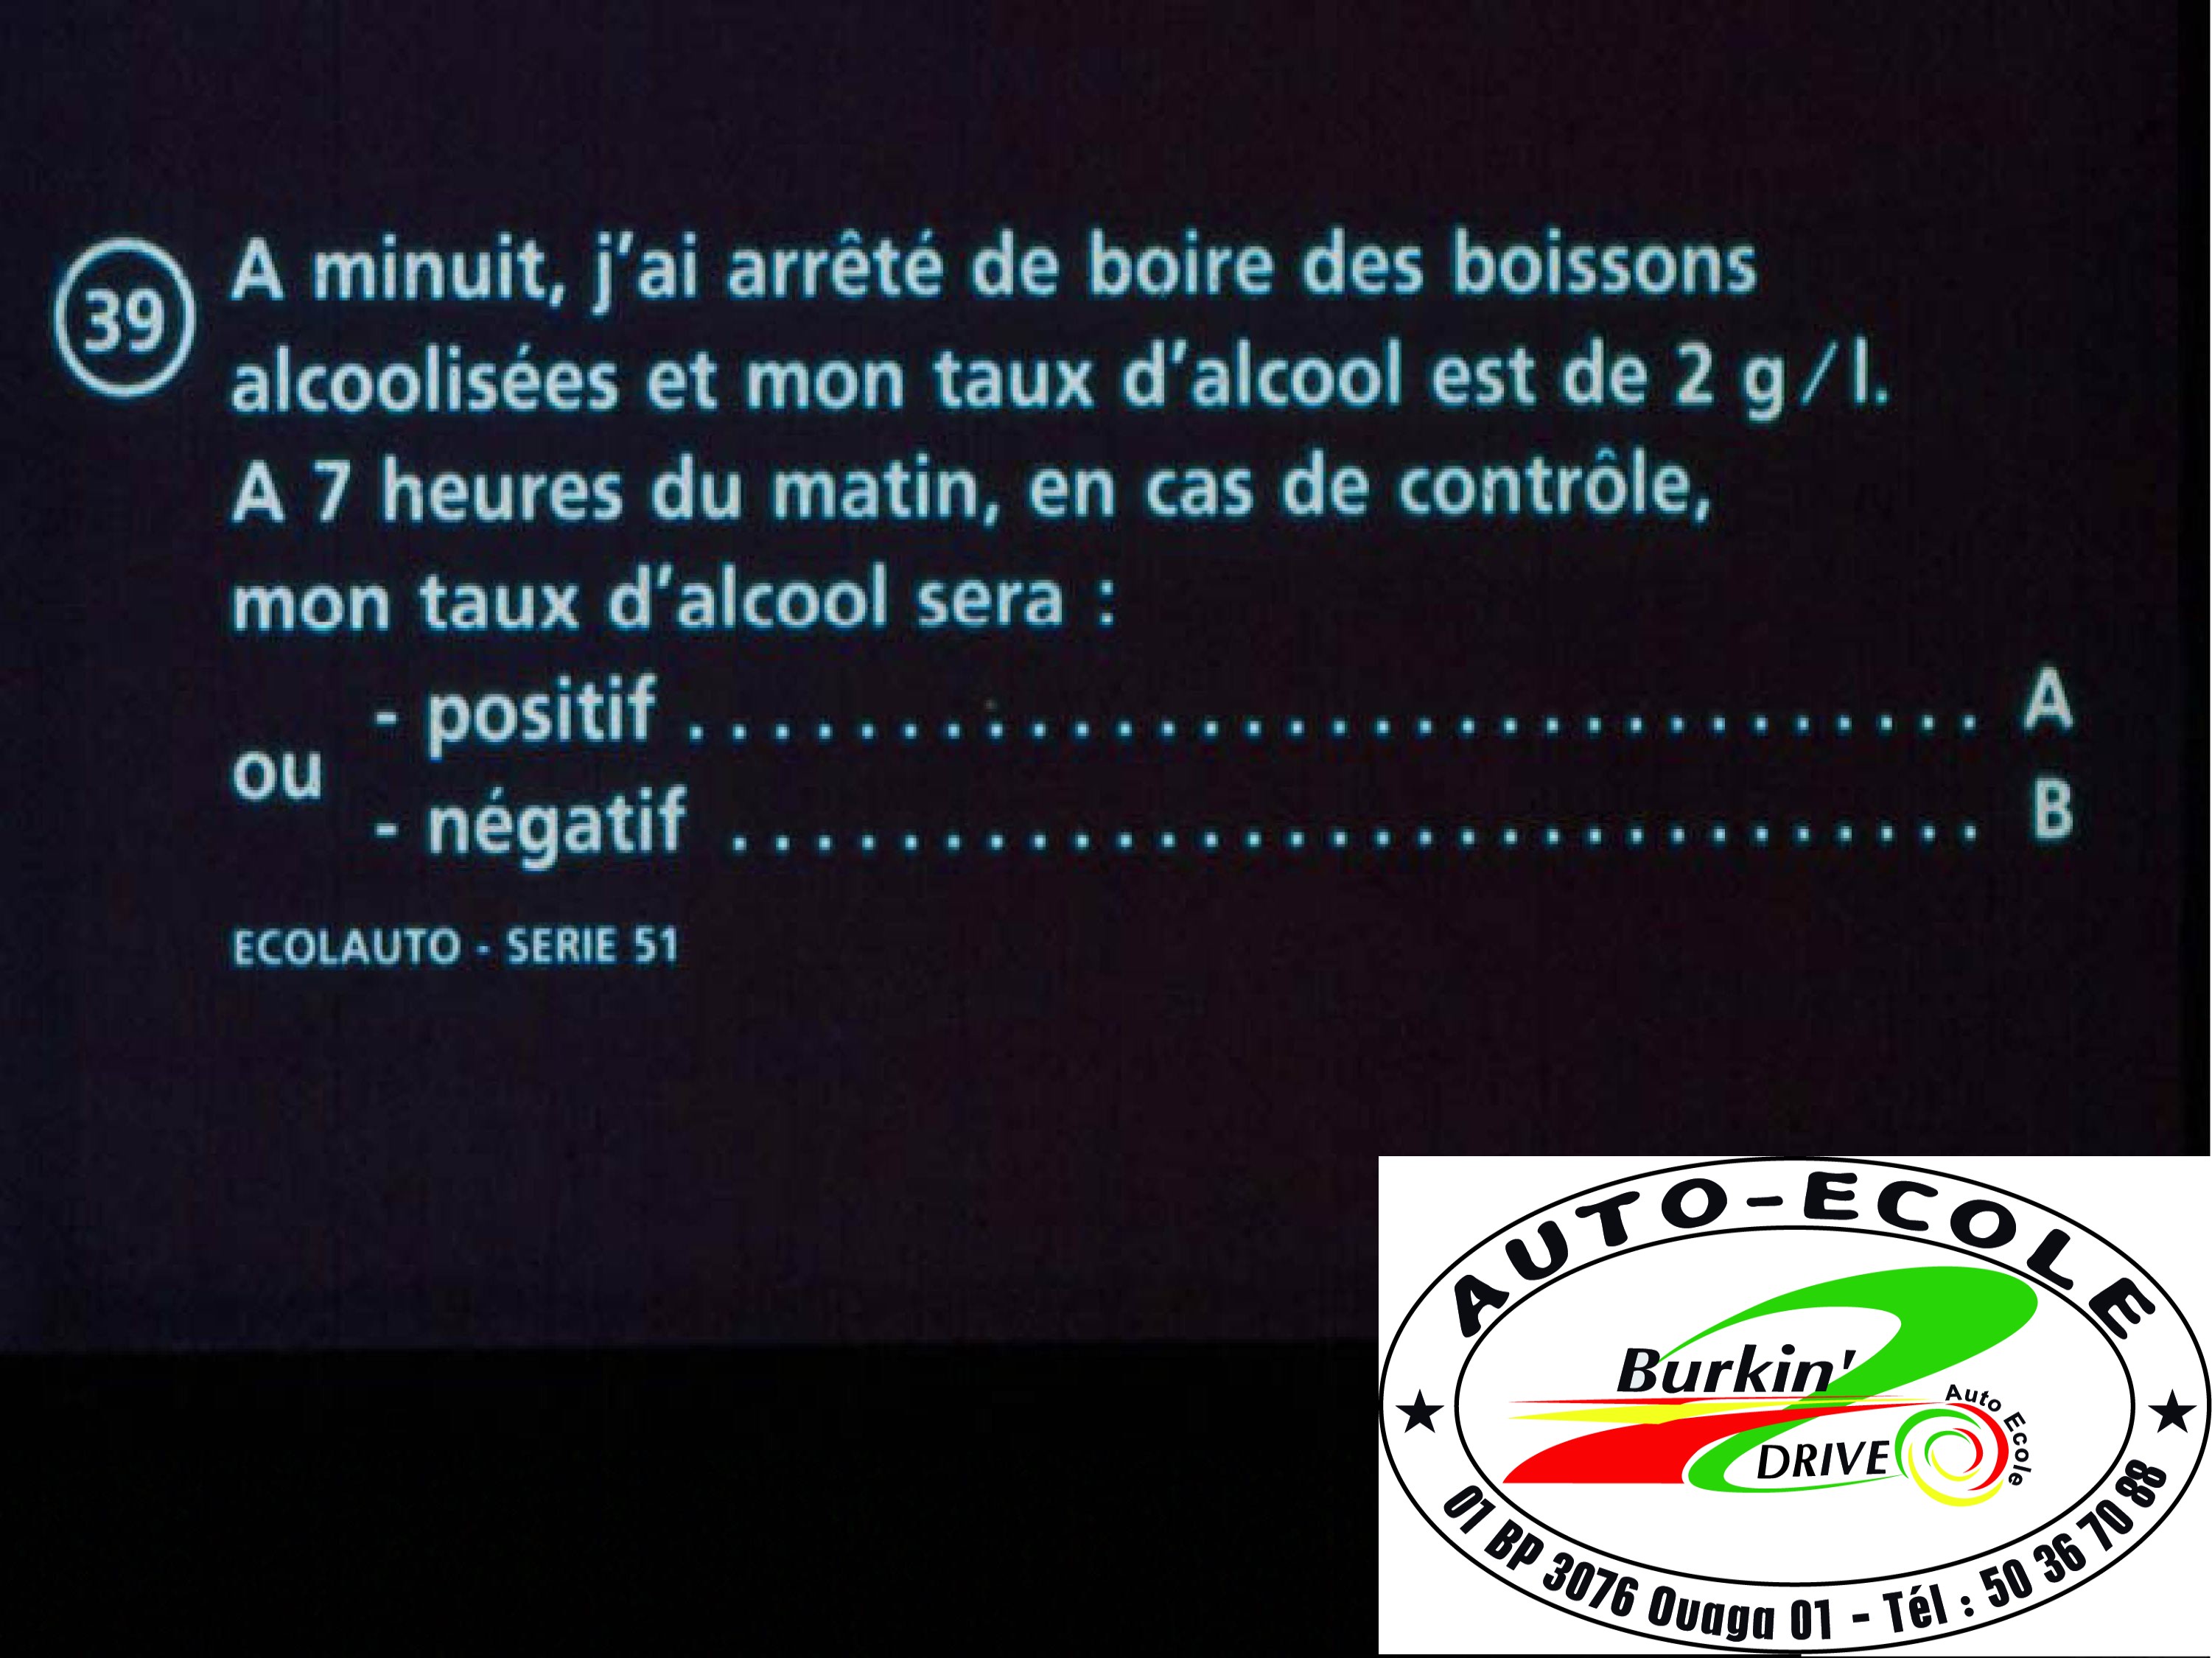 39
A minuit, j'ai arrêté de boire des boissons
alcoolisées et mon taux d'alcool est de 2 g/l.
A 7 heures du matin, en cas de contrôle,
mon taux d'alcool sera :
- positif .............................. A
ou
- négatif .............................. B
ECOLAUTO - SERIE 51
AUTO-ECOLE
Burkin'
DRIVE
Auto Ecole
01 BP 3076 Ouaga 01 - Tél : 50 36 70 88